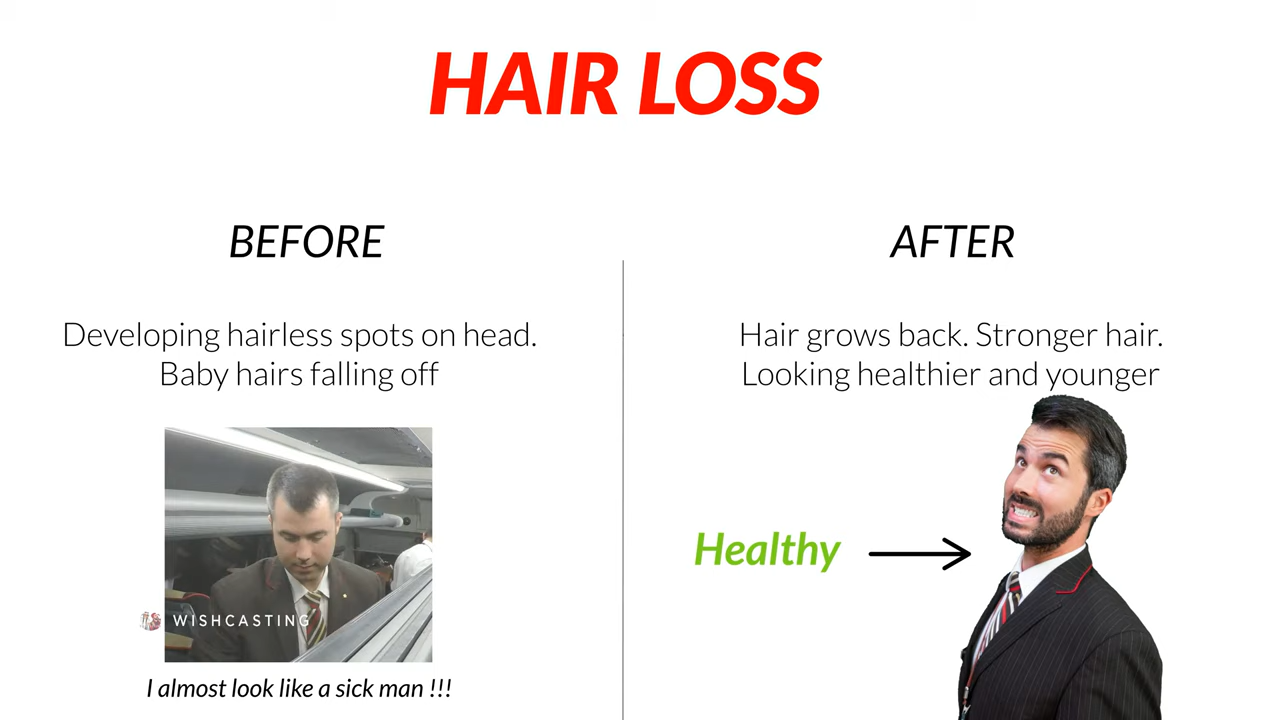 HAIR LOSS
BEFORE
Developing hairless spots on head.
Baby hairs falling off
WISHCASTING
I almost look like a sick man !!!
AFTER
Hair grows back. Stronger hair.
Looking healthier and younger
Healthy